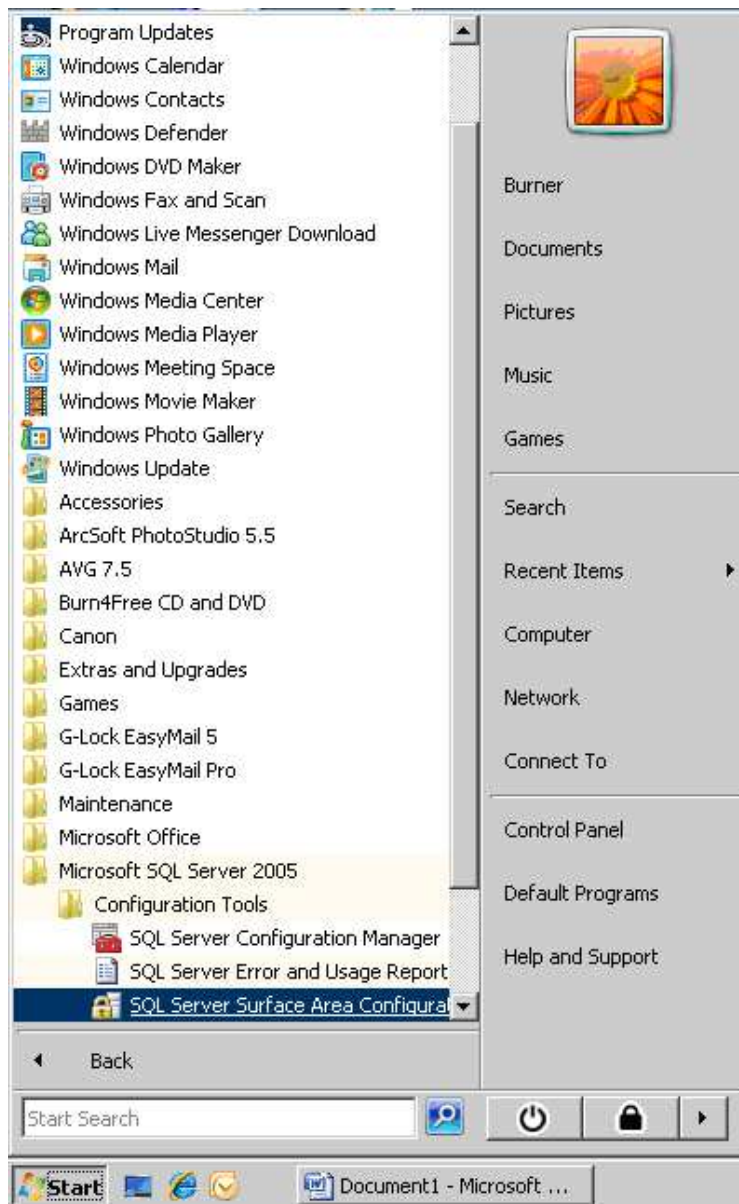 Program Updates
Windows Calendar
Windows Contacts
Windows Defender
Windows DVD Maker
Windows Fax and Scan
Windows Live Messenger Download
Windows Mail
Windows Media Center
Windows Media Player
Windows Meeting Space
Windows Movie Maker
Windows Photo Gallery
Windows Update
Accessories
ArcSoft PhotoStudio 5.5
AVG 7.5
Burn4Free CD and DVD
Canon
Extras and Upgrades
Games
G-Lock EasyMail 5
G-Lock EasyMail Pro
Maintenance
Microsoft Office
Microsoft SQL Server 2005
Configuration Tools
SQL Server Configuration Manager
SQL Server Error and Usage Report
SQL Server Surface Area Configurat
Back
Start Search
Burner
Documents
Pictures
Music
Games
Search
Recent Items
Computer
Network
Connect To
Control Panel
Default Programs
Help and Support
Start
Document1 - Microsoft ...